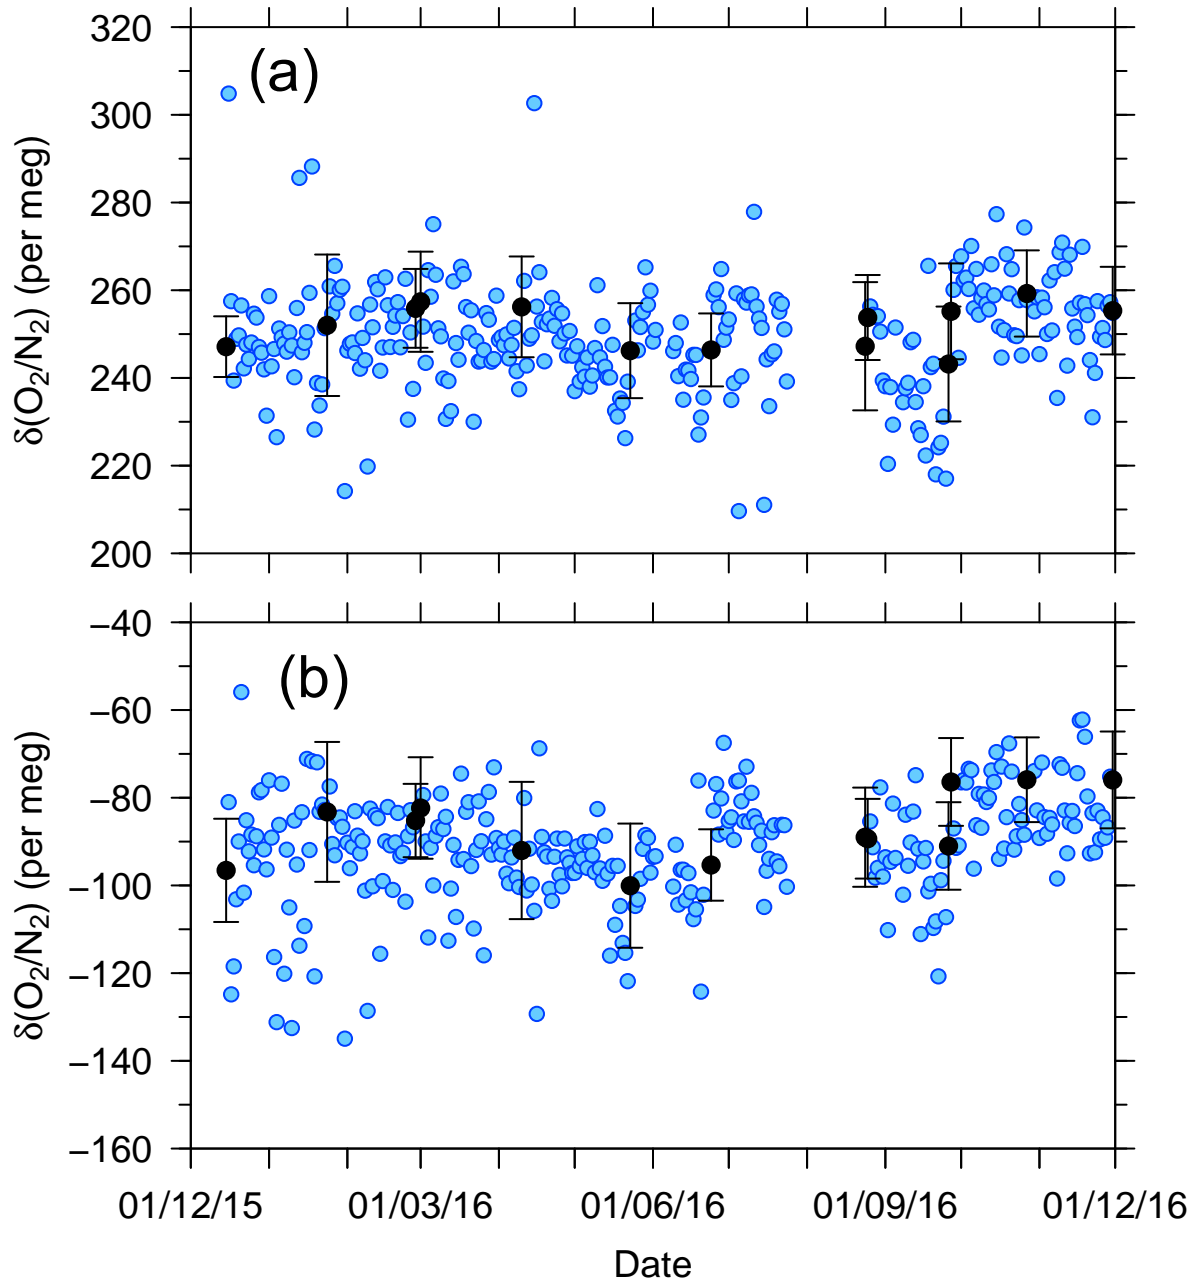 (a)
δ(O₂/N₂) (per meg)
320
300
280
260
240
220
200
(b)
δ(O₂/N₂) (per meg)
−40
−60
−80
−100
−120
−140
−160
01/12/15 01/03/16 01/06/16 01/09/16 01/12/16
Date